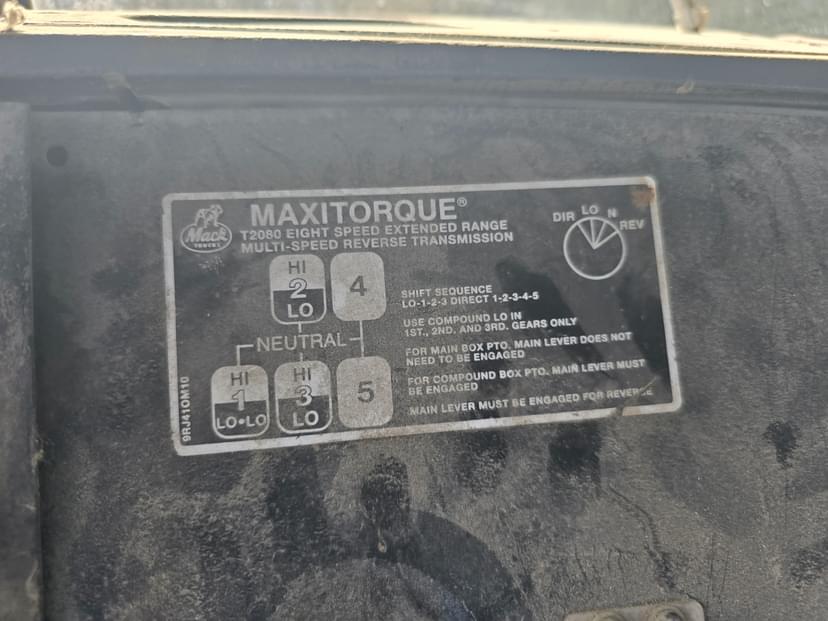 Mack
TRUCKS
MAXITORQUE®
T2080 EIGHT SPEED EXTENDED RANGE
MULTI-SPEED REVERSE TRANSMISSION
DIR LO N REV
HI
2
LO
4
NEUTRAL
HI
1
LO•LO
HI
3
LO
5
SHIFT SEQUENCE
LO-1-2-3 DIRECT 1-2-3-4-5
USE COMPOUND LO IN
1ST., 2ND. AND 3RD. GEARS ONLY
FOR MAIN BOX PTO. MAIN LEVER DOES NOT
NEED TO BE ENGAGED
FOR COMPOUND BOX PTO. MAIN LEVER MUST
BE ENGAGED
MAIN LEVER MUST BE ENGAGED FOR REVERSE
9RJ41OM10